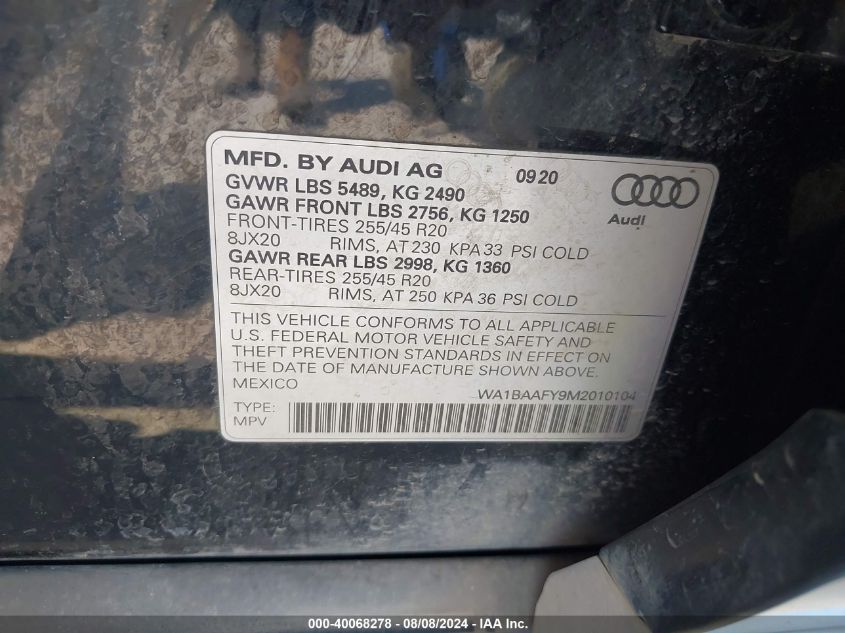 MFD. BY AUDI AG 09 20
GVWR LBS 5489, KG 2490
GAWR FRONT LBS 2756, KG 1250
FRONT-TIRES 255/45 R20
8JX20 RIMS, AT 230 KPA 33 PSI COLD
GAWR REAR LBS 2998, KG 1360
REAR-TIRES 255/45 R20
8JX20 RIMS, AT 250 KPA 36 PSI COLD
Audi
THIS VEHICLE CONFORMS TO ALL APPLICABLE
U.S. FEDERAL MOTOR VEHICLE SAFETY AND
THEFT PREVENTION STANDARDS IN EFFECT ON
THE DATE OF MANUFACTURE SHOWN ABOVE.
MEXICO WA1BAAFY9M2010104
TYPE:
MPV
000-40068278 - 08/08/2024 - IAA Inc.